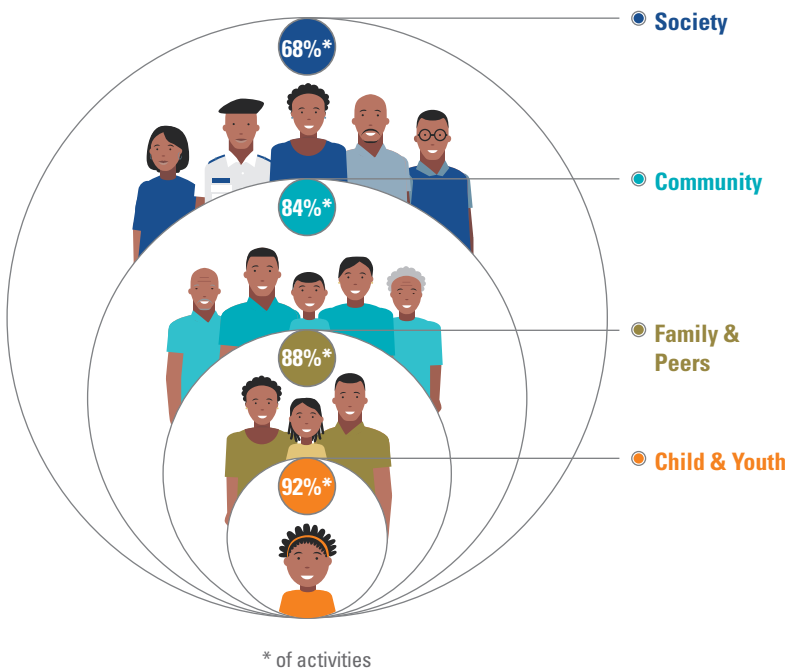 68%*
Society
84%*
Community
88%*
Family &
Peers
92%*
Child & Youth
* of activities